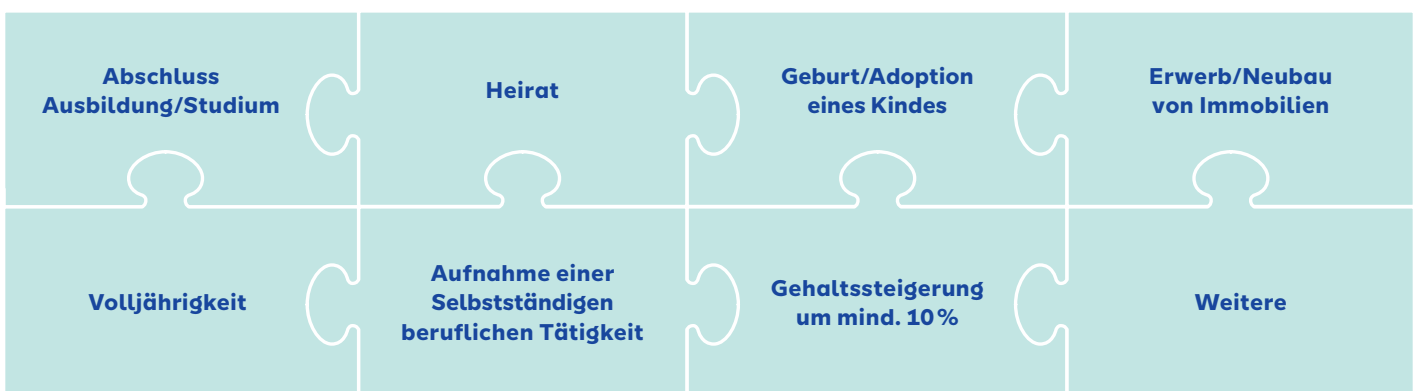 Abschluss
Ausbildung/Studium
Heirat
Geburt/Adoption
eines Kindes
Erwerb/Neubau
von Immobilien
Volljährigkeit
Aufnahme einer
Selbstständigen
beruflichen Tätigkeit
Gehaltssteigerung
um mind. 10 %
Weitere